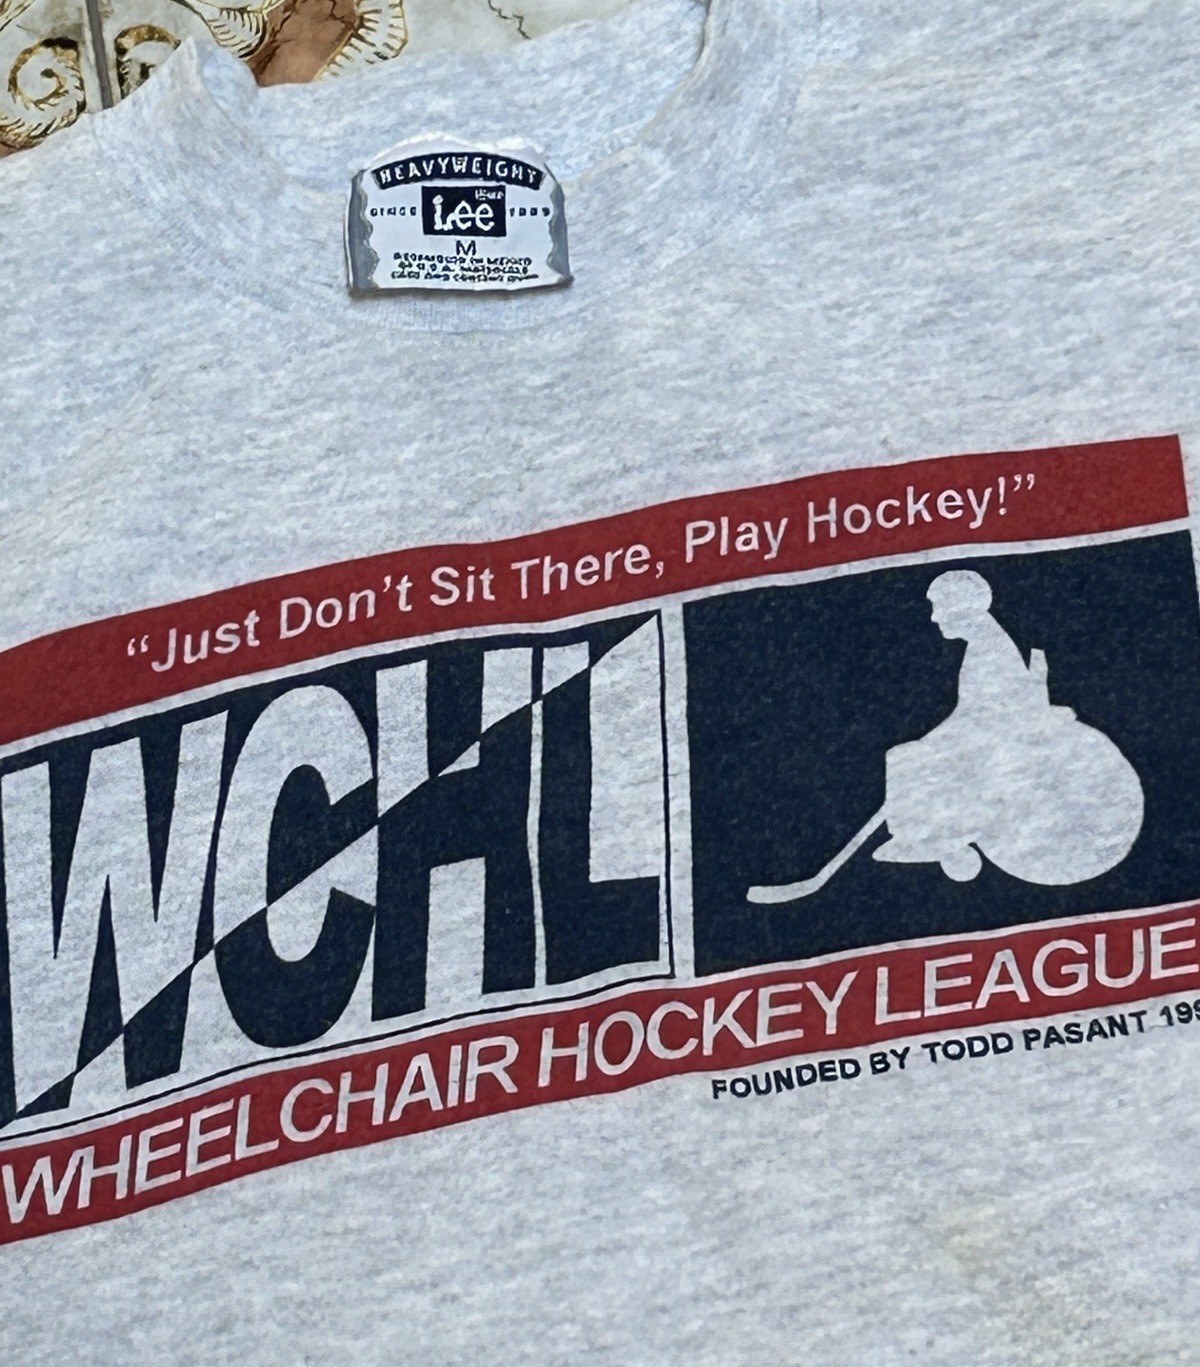 HEAVYWEIGHT
Lee
M
“Just Don’t Sit There, Play Hockey!”
WCHL
WHEELCHAIR HOCKEY LEAGUE
FOUNDED BY TODD PASANT